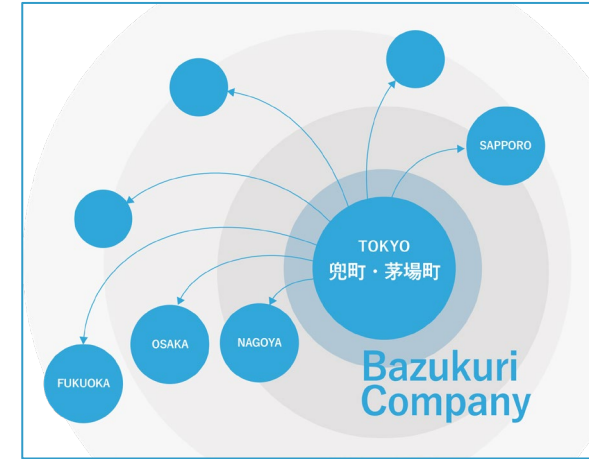 SAPPORO
TOKYO
兜町・茅場町
NAGOYA
OSAKA
FUKUOKA
Bazukuri
Company